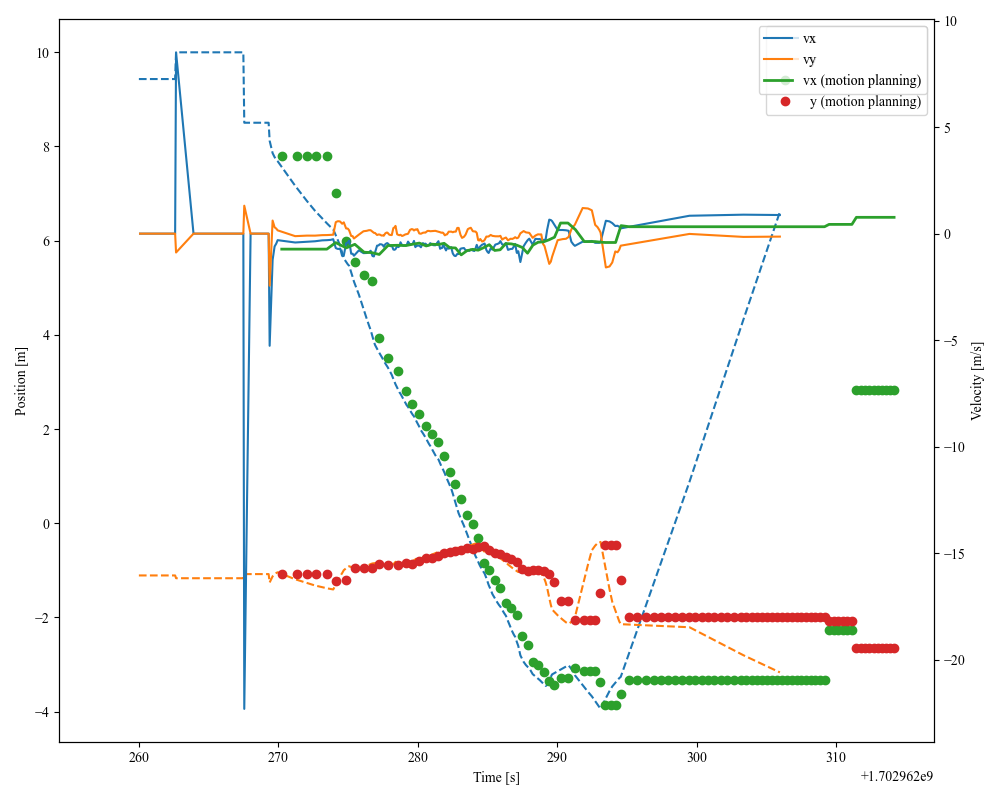 vx
vy
vx (motion planning)
y (motion planning)
10
8
6
4
2
0
−2
−4
10
5
0
−5
−10
−15
−20
Position [m]
Velocity [m/s]
260
270
280
290
300
310
Time [s]
+1.702962e9